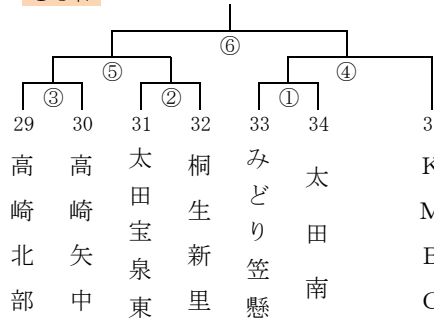 ⑥
⑤ ④
③ ② ① 
29 30 31 32 33 34 3
高崎北部
高崎矢中
太田宝泉東
桐生新里
みどり笠懸
太田南